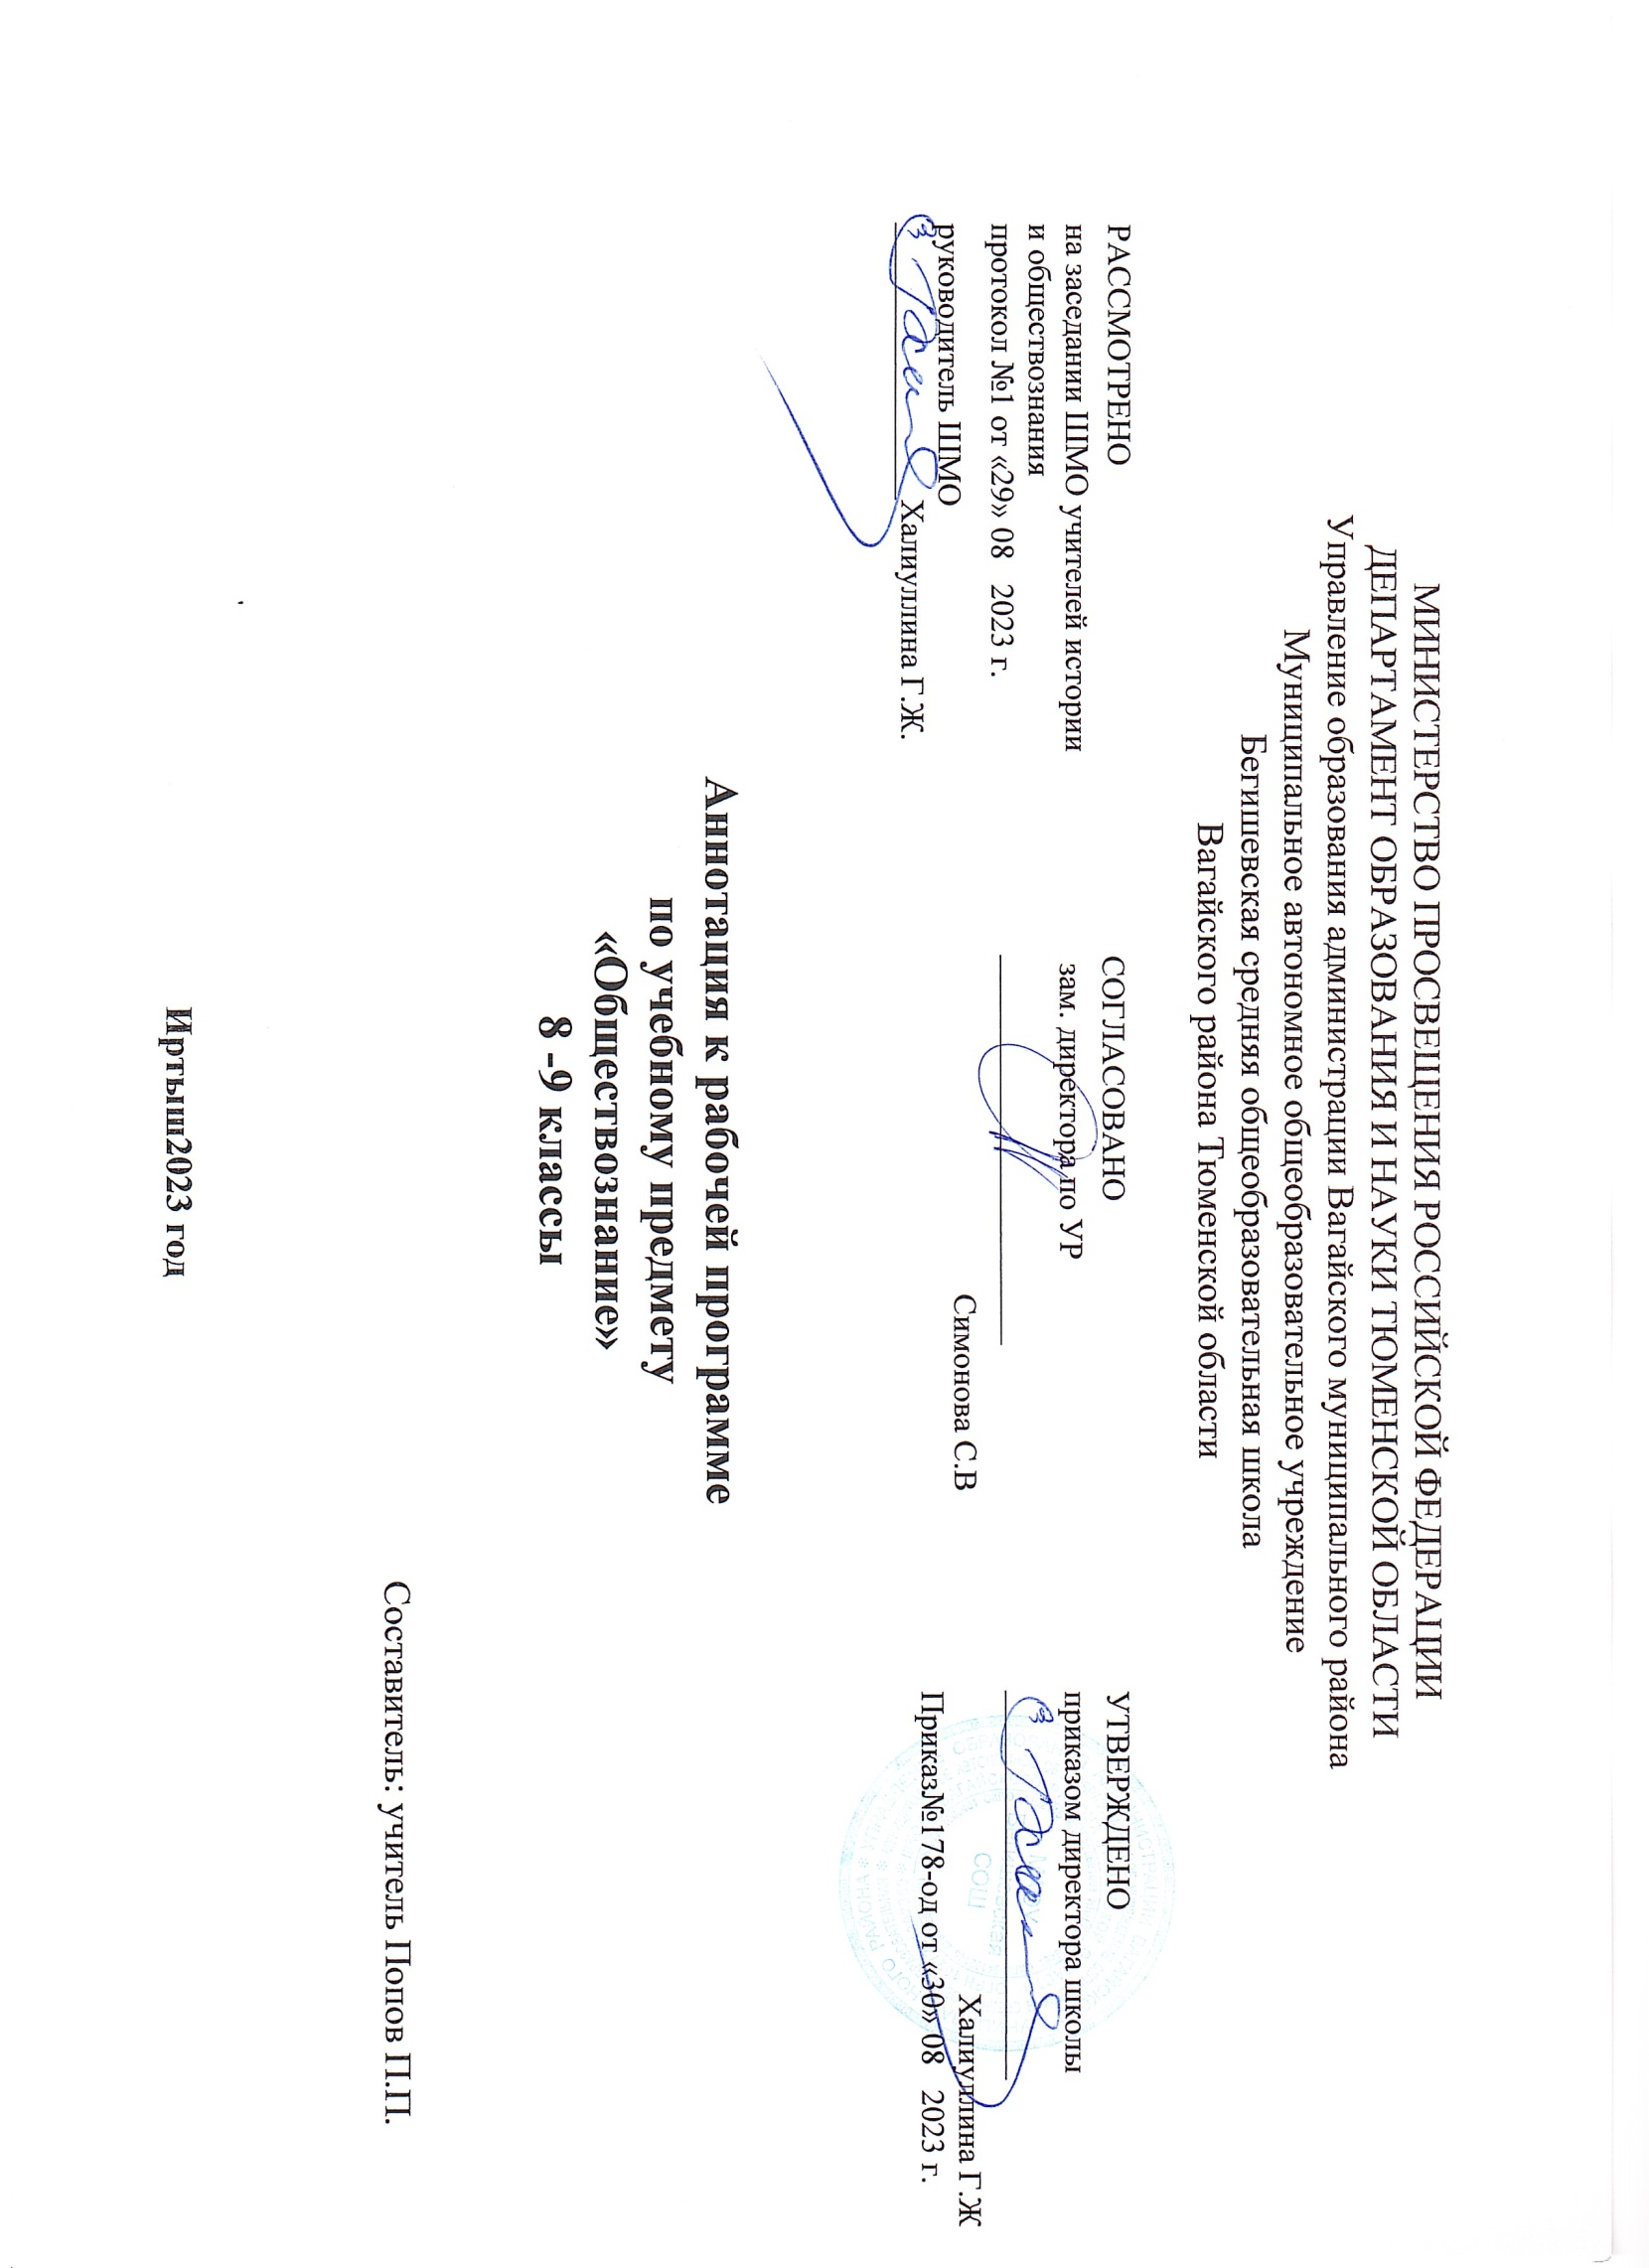 МИНИСТЕРСТВО ПРОСВЕЩЕНИЯ РОССИЙСКОЙ ФЕДЕРАЦИИ
ДЕПАРТАМЕНТ ОБРАЗОВАНИЯ И НАУКИ ТЮМЕНСКОЙ ОБЛАСТИ
Управление образования администрации Вагайского муниципального района
Муниципальное автономное общеобразовательное учреждение
Бегишевская средняя общеобразовательная школа
Вагайского района Тюменской области
РАССМОТРЕНО
на заседании ШМО учителей истории
и обществознания
протокол №1 от «29» 08 2023 г.
руководитель ШМО
Халиуллина Г.Ж.
СОГЛАСОВАНО
зам. директора по УР
Симонова С.В
УТВЕРЖДЕНО
приказом директора школы
Халиуллина Г.Ж
Приказ№178-од от «30» 08 2023 г.
СОШ
Аннотация к рабочей программе
по учебному предмету
«Обществознание»
8 -9 классы
Составитель: учитель Попов П.П.
Иртыш2023 год